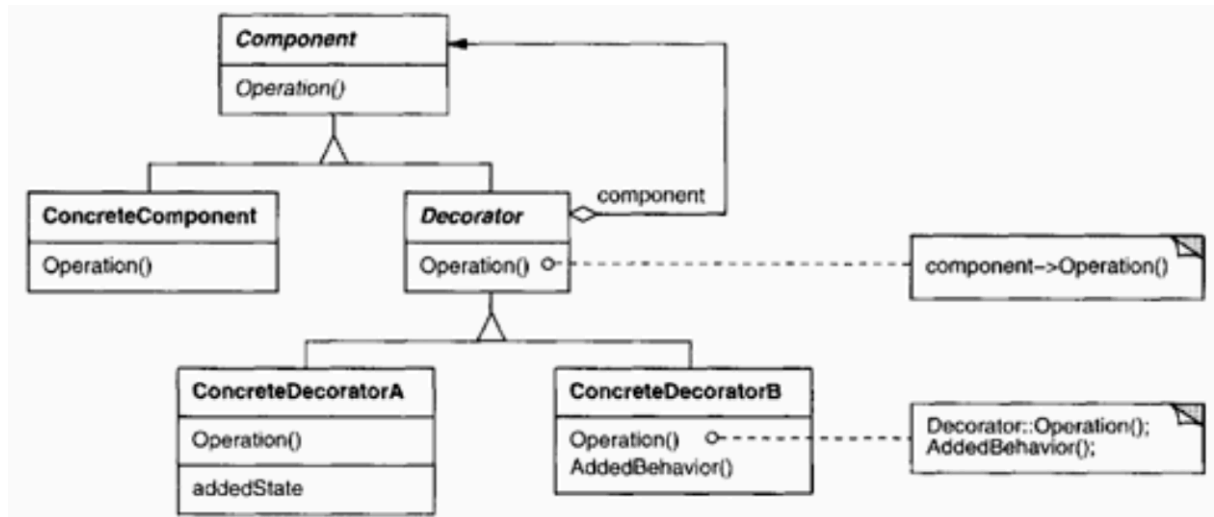 Component
Operation()
component
ConcreteComponent
Operation()
Decorator
Operation()
component->Operation()
ConcreteDecoratorA
Operation()
addedState
ConcreteDecoratorB
Operation()
AddedBehavior()
Decorator::Operation();
AddedBehavior();